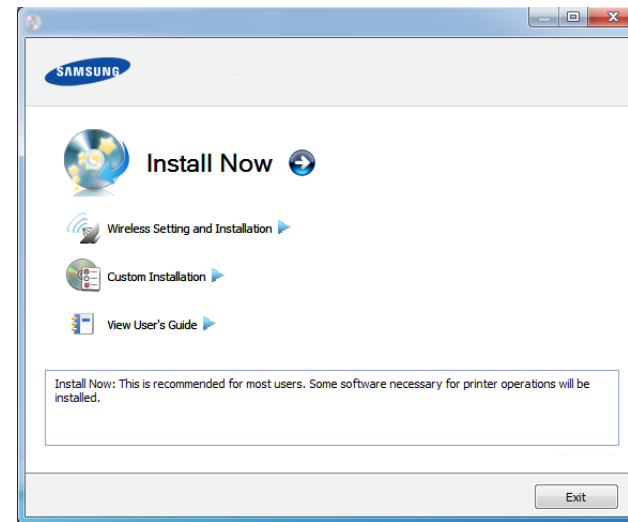 SAMSUNG
Install Now
Wireless Setting and Installation
Custom Installation
View User's Guide
Install Now: This is recommended for most users. Some software necessary for printer operations will be
installed.
Exit